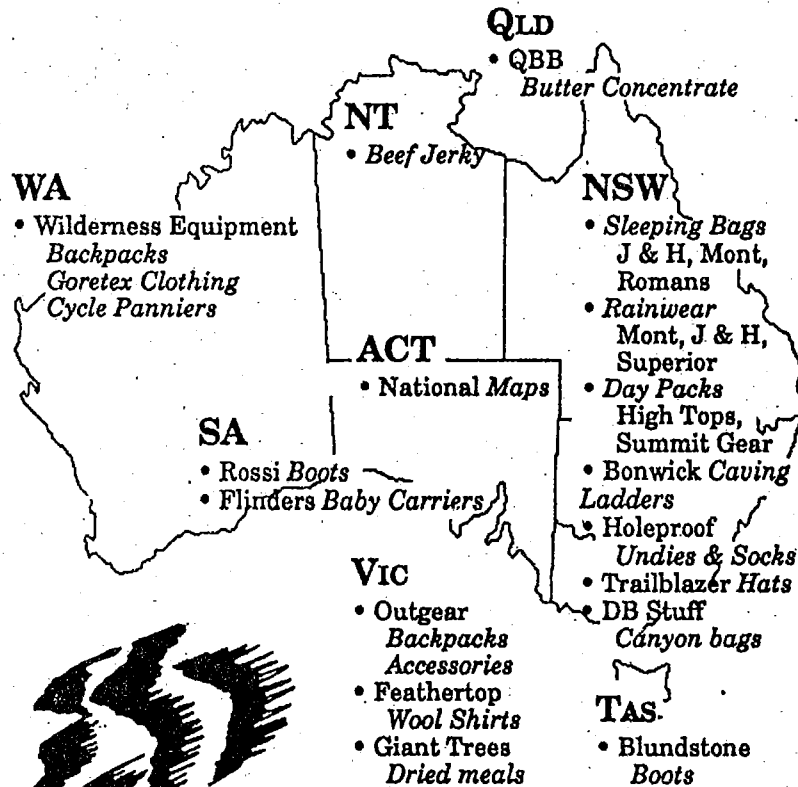 QLD
• QBB
Butter Concentrate
NT
• Beef Jerky
WA
• Wilderness Equipment
Backpacks
Goretex Clothing
Cycle Panniers
NSW
• Sleeping Bags
J & H, Mont,
Romans
• Rainwear
Mont, J & H,
Superior
• Day Packs
High Tops,
Summit Gear
• Bonwick Caving
Ladders
• Holeproof
Undies & Socks
• Trailblazer Hats
• DB Stuff
Canyon bags
ACT
• National Maps
SA
• Rossi Boots
• Flinders Baby Carriers
VIC
• Outgear
Backpacks
Accessories
• Feathertop
Wool Shirts
• Giant Trees
Dried meals
TAS
• Blundstone
Boots